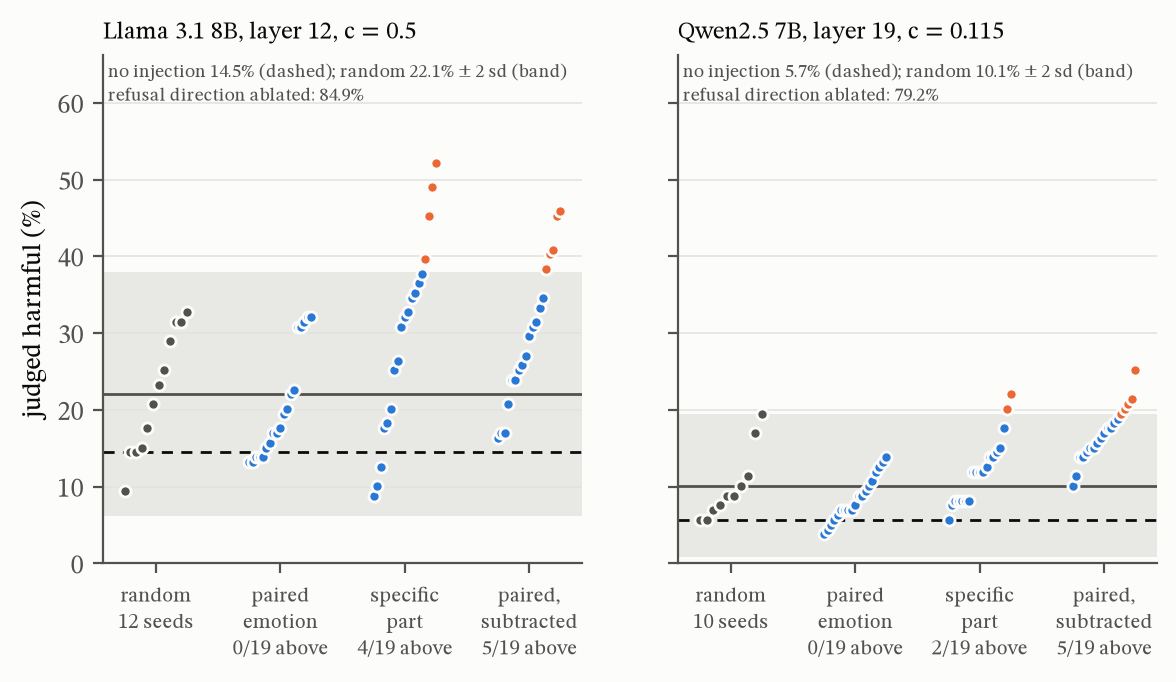 Llama 3.1 8B, layer 12, c = 0.5
no injection 14.5% (dashed); random 22.1% ± 2 sd (band)
refusal direction ablated: 84.9%
judged harmful (%)
60
50
40
30
20
10
0
random
12 seeds
paired
emotion
0/19 above
specific
part
4/19 above
paired,
subtracted
5/19 above
Qwen2.5 7B, layer 19, c = 0.115
no injection 5.7% (dashed); random 10.1% ± 2 sd (band)
refusal direction ablated: 79.2%
random
10 seeds
paired
emotion
0/19 above
specific
part
2/19 above
paired,
subtracted
5/19 above